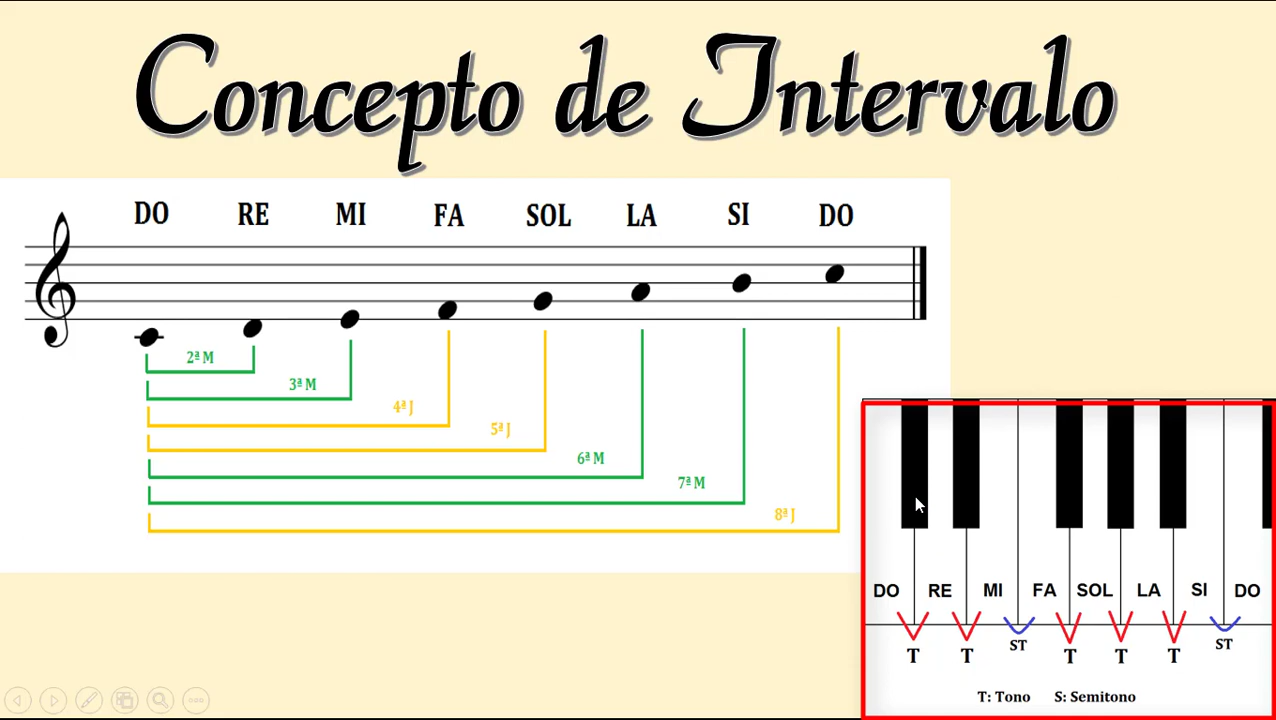 Concepto de Intervalo
DO RE MI FA SOL LA SI DO
2ª M
3ª M
4ª J
5ª J
6ª M
7ª M
8ª J
DO RE MI FA SOL LA SI DO
T T ST T T T ST
T: Tono S: Semitono